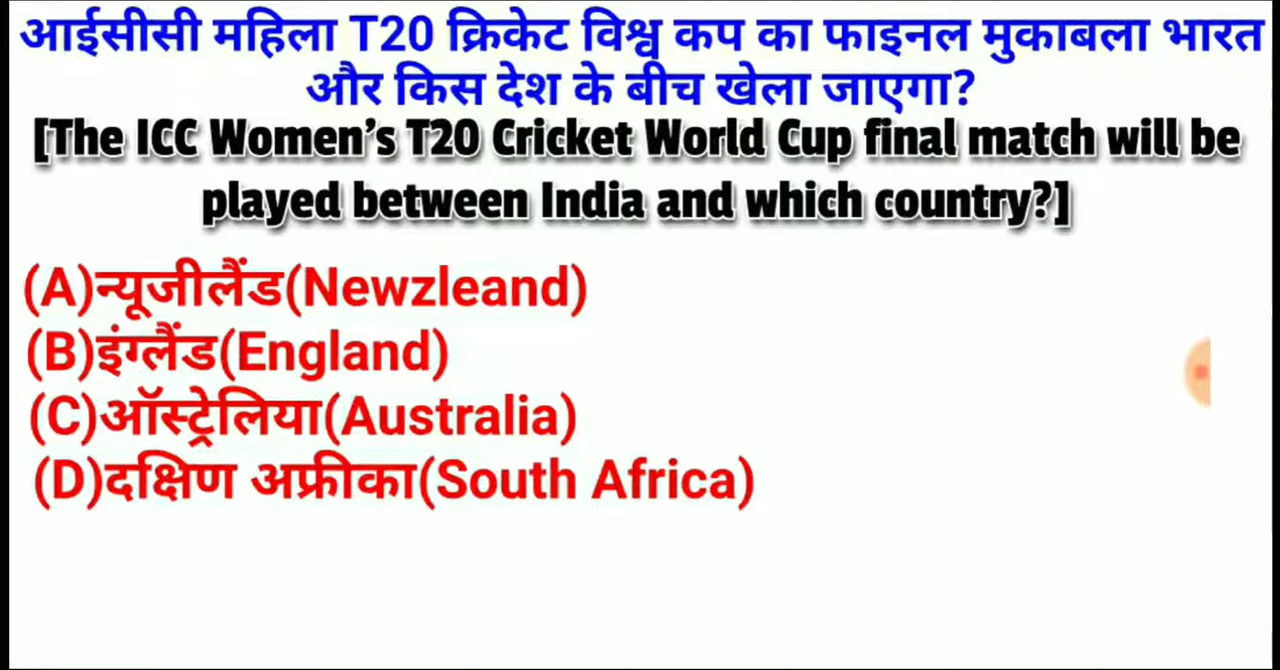 आईसीसी महिला T20 क्रिकेट विश्व कप का फाइनल मुकाबला भारत
और किस देश के बीच खेला जाएगा?
[The ICC Women's T20 Cricket World Cup final match will be
played between India and which country?]
(A)न्यूजीलैंड(Newzleand)
(B)इंग्लैंड(England)
(C)ऑस्ट्रेलिया(Australia)
(D)दक्षिण अफ्रीका(South Africa)